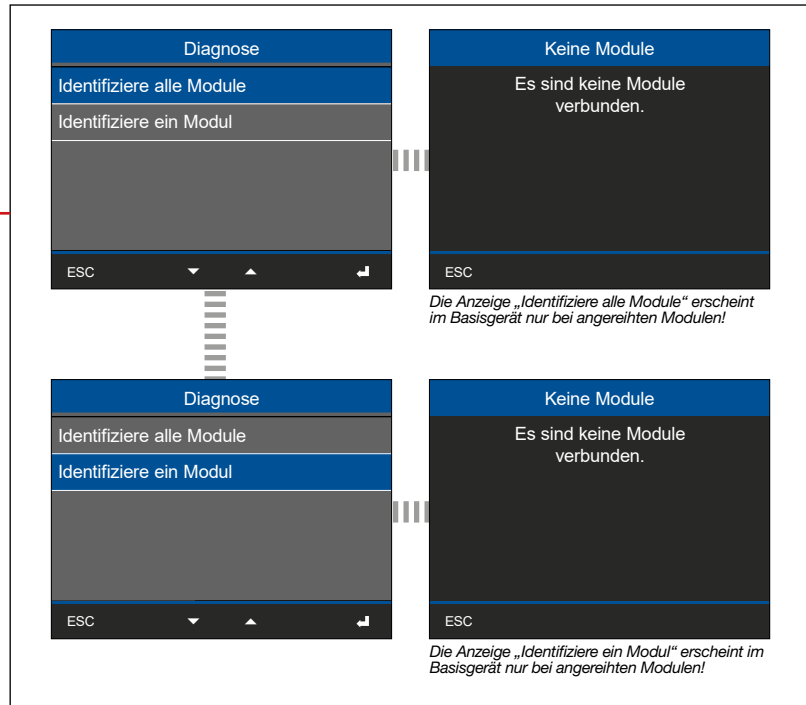 Diagnose
Identifiziere alle Module
Identifiziere ein Modul
ESC
Keine Module
Es sind keine Module
verbunden.
ESC
Die Anzeige „Identifiziere alle Module“ erscheint
im Basisgerät nur bei angereihten Modulen!
Diagnose
Identifiziere alle Module
Identifiziere ein Modul
ESC
Keine Module
Es sind keine Module
verbunden.
ESC
Die Anzeige „Identifiziere ein Modul“ erscheint im
Basisgerät nur bei angereihten Modulen!